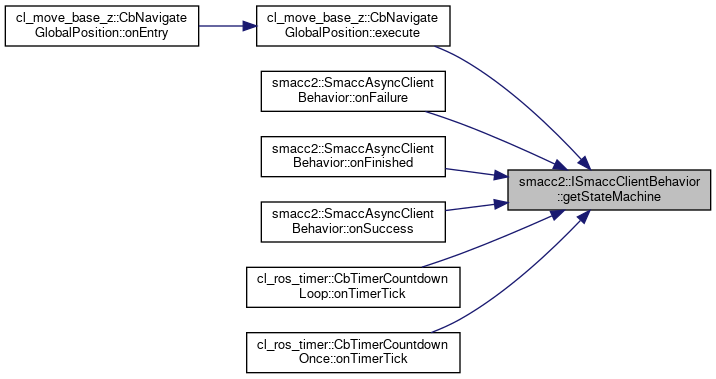 cl_move_base_z::CbNavigate
GlobalPosition::onEntry
cl_move_base_z::CbNavigate
GlobalPosition::execute
smacc2::SmaccAsyncClient
Behavior::onFailure
smacc2::SmaccAsyncClient
Behavior::onFinished
smacc2::SmaccAsyncClient
Behavior::onSuccess
cl_ros_timer::CbTimerCountdown
Loop::onTimerTick
cl_ros_timer::CbTimerCountdown
Once::onTimerTick
smacc2::ISmaccClientBehavior
::getStateMachine